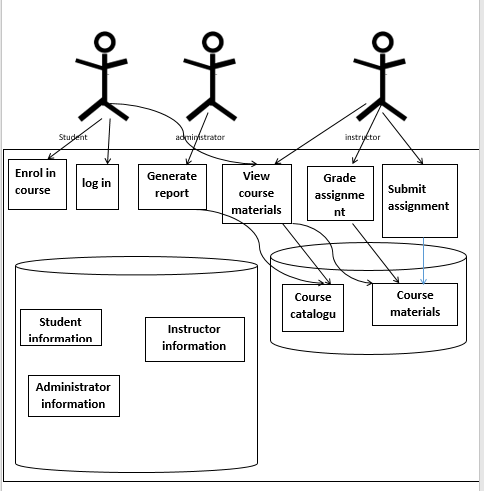 Student
administrator
instructor
Enrol in
course
log in
Generate
report
View
course
materials
Grade
assignme
nt
Submit
assignment
Course
catalogu
Course
materials
Student
information
Instructor
information
Administrator
information